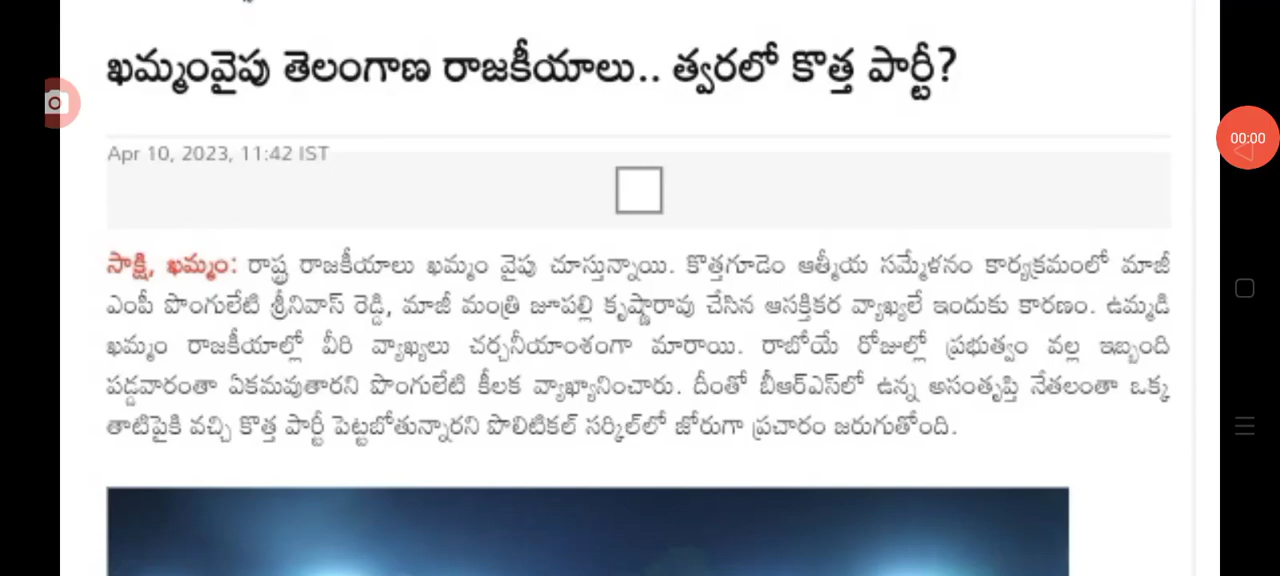 ఖమ్మంవైపు తెలంగాణ రాజకీయాలు.. త్వరలో కొత్త పార్టీ?
Apr 10, 2023, 11:42 IST
00:00
సాక్షి, ఖమ్మం: రాష్ట్ర రాజకీయాలు ఖమ్మం వైపు చూస్తున్నాయి. కొత్తగూడెం ఆత్మీయ సమ్మేళనం కార్యక్రమంలో మాజీ
ఎంపీ పొంగులేటి శ్రీనివాస్ రెడ్డి, మాజీ మంత్రి జూపల్లి కృష్ణారావు చేసిన ఆసక్తికర వ్యాఖ్యలే ఇందుకు కారణం. ఉమ్మడి
ఖమ్మం రాజకీయాల్లో వీరి వ్యాఖ్యలు చర్చనీయాంశంగా మారాయి. రాబోయే రోజుల్లో ప్రభుత్వం వల్ల ఇబ్బంది
పడ్డవారంతా ఏకమవుతారని పొంగులేటి కీలక వ్యాఖ్యానించారు. దీంతో బీఆర్ఎస్‌లో ఉన్న అసంతృప్తి నేతలంతా ఒక్క
తాటిపైకి వచ్చి కొత్త పార్టీ పెట్టబోతున్నారని పొలిటికల్ సర్కిల్‌లో జోరుగా ప్రచారం జరుగుతోంది.